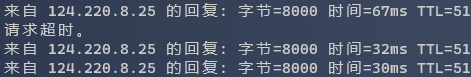 来自 124.220.8.25 的回复: 字节=8000 时间=67ms TTL=51
请求超时。
来自 124.220.8.25 的回复: 字节=8000 时间=32ms TTL=51
来自 124.220.8.25 的回复: 字节=8000 时间=30ms TTL=51